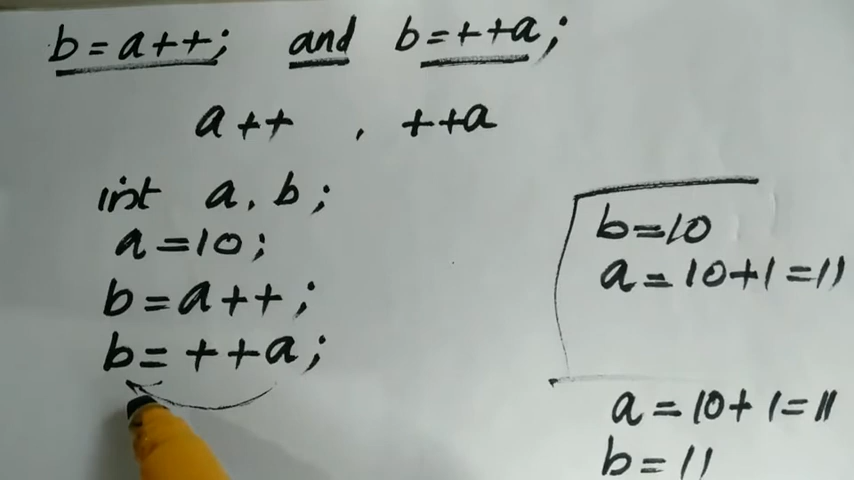 b = a++; and b = ++a;
a++ , ++a
int a, b;
a = 10;
b = a++;
b = ++a;
b = 10
a = 10+1 = 11
a = 10+1 = 11
b = 11